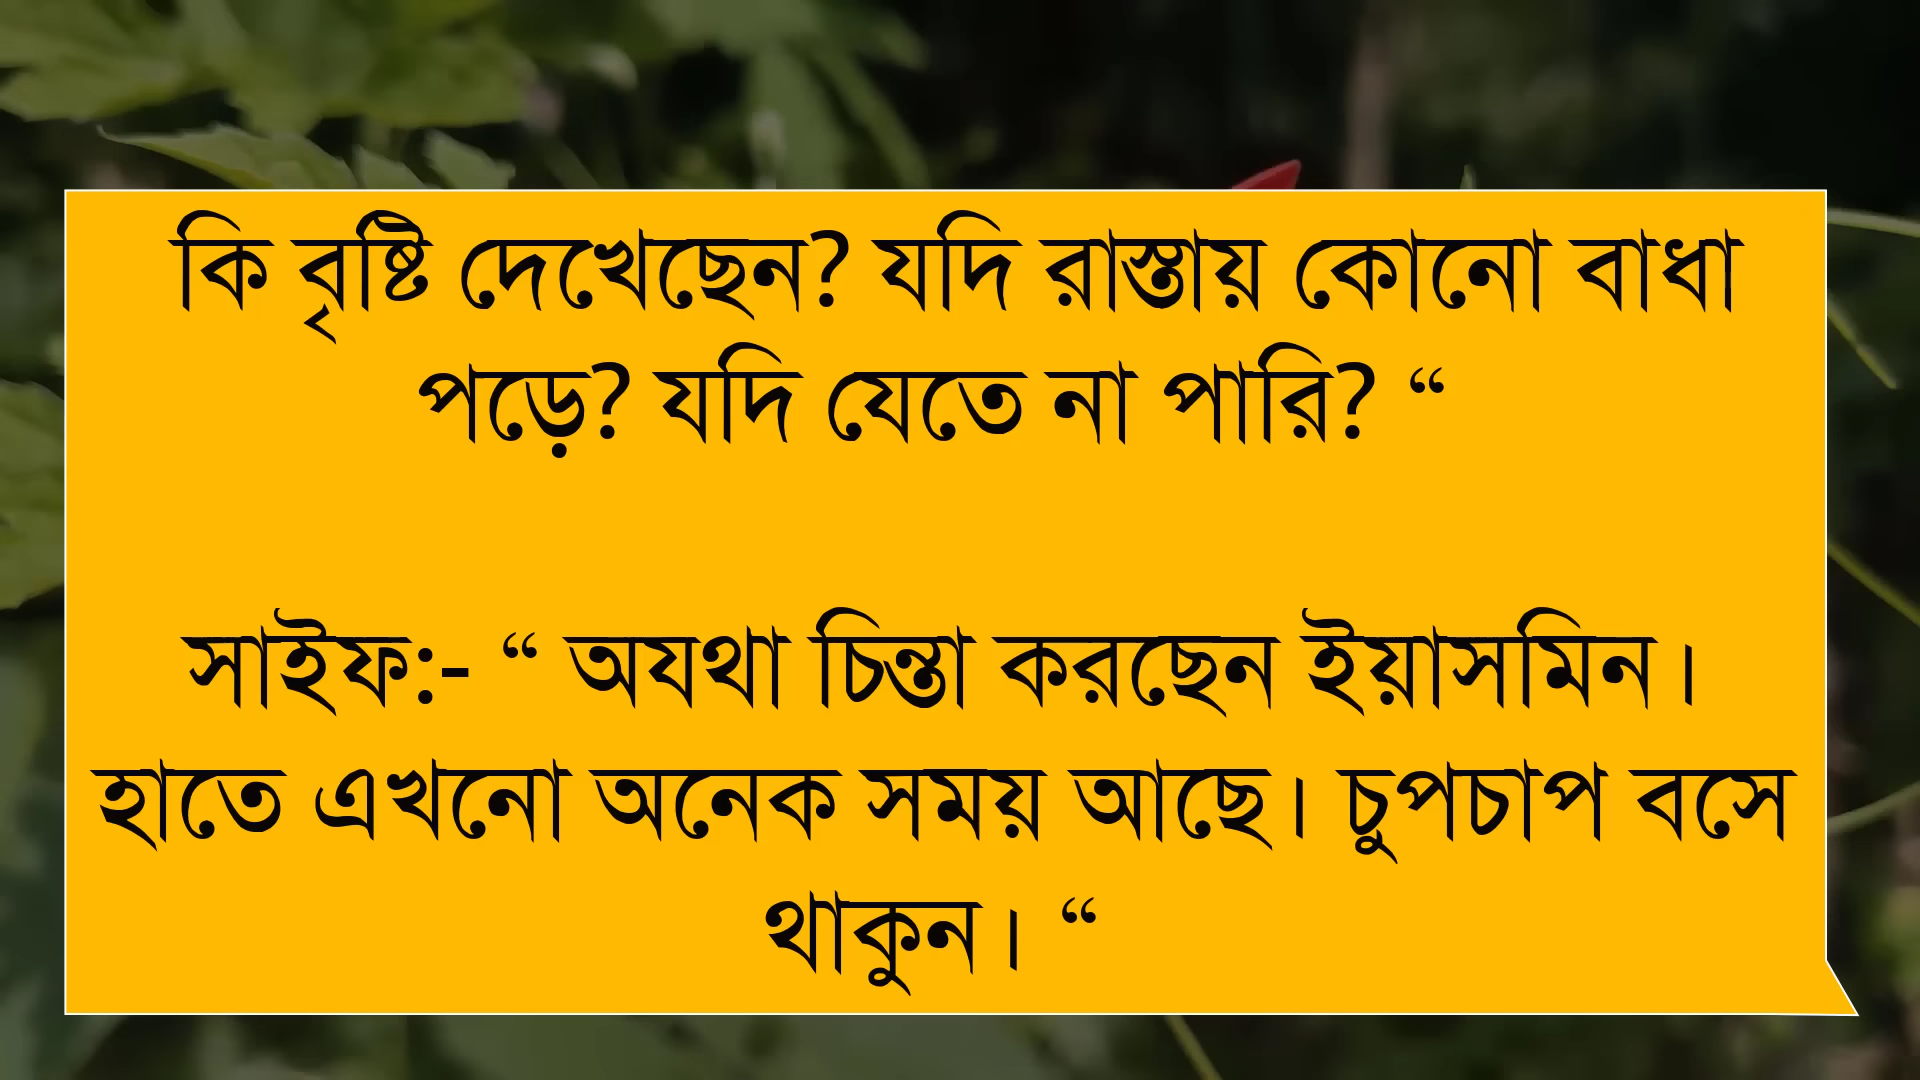 কি বৃষ্টি দেখেছেন? যদি রাস্তায় কোনো বাধা
পড়ে? যদি যেতে না পারি? “
সাইফ:- “ অযথা চিন্তা করছেন ইয়াসমিন।
হাতে এখনো অনেক সময় আছে। চুপচাপ বসে
থাকুন। “